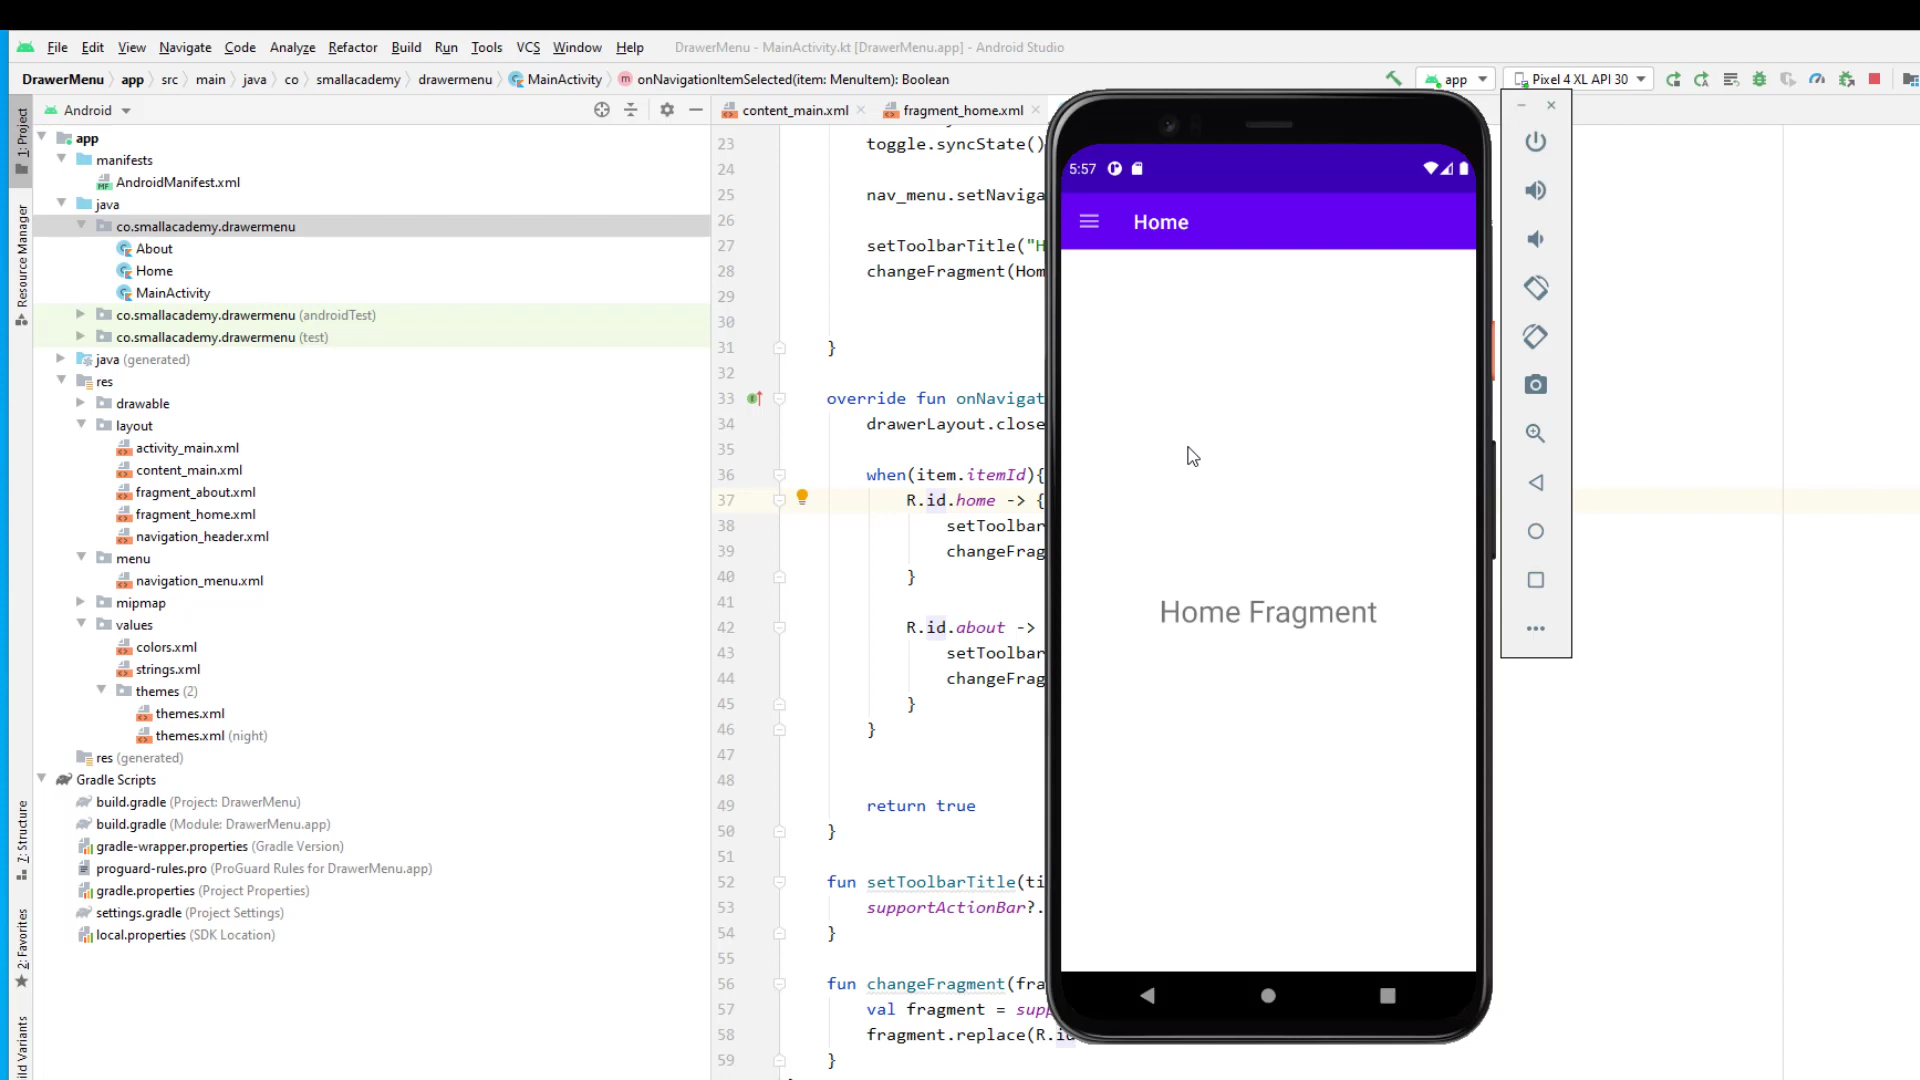 File Edit View Navigate Code Analyze Refactor Build Run Tools VCS Window Help DrawerMenu - MainActivity.kt [DrawerMenu.app] - Android Studio
DrawerMenu app src main java co smallacademy drawermenu MainActivity onNavigationItemSelected(item: MenuItem): Boolean app Pixel 4 XL API 30
Android
content_main.xml fragment_home.xml
1: Project
Resource Manager
7: Structure
2: Favorites
ild Variants
app
manifests
AndroidManifest.xml
java
co.smallacademy.drawermenu
About
Home
MainActivity
co.smallacademy.drawermenu (androidTest)
co.smallacademy.drawermenu (test)
java (generated)
res
drawable
layout
activity_main.xml
content_main.xml
fragment_about.xml
fragment_home.xml
navigation_header.xml
menu
navigation_menu.xml
mipmap
values
colors.xml
strings.xml
themes (2)
themes.xml
themes.xml (night)
res (generated)
Gradle Scripts
build.gradle (Project: DrawerMenu)
build.gradle (Module: DrawerMenu.app)
gradle-wrapper.properties (Gradle Version)
proguard-rules.pro (ProGuard Rules for DrawerMenu.app)
gradle.properties (Project Properties)
settings.gradle (Project Settings)
local.properties (SDK Location)
23 toggle.syncState()
24
25 nav_menu.setNaviga
26
27 setToolbarTitle("H
28 changeFragment(Hom
29
30
31 }
32
33 override fun onNavigat
34 drawerLayout.close
35
36 when(item.itemId){
37 R.id.home -> {
38 setToolbar
39 changeFrag
40 }
41
42 R.id.about ->
43 setToolbar
44 changeFrag
45 }
46 }
47
48
49 return true
50 }
51
52 fun setToolbarTitle(ti
53 supportActionBar?.
54 }
55
56 fun changeFragment(fra
57 val fragment = supp
58 fragment.replace(R.id
59 }
5:57
Home
Home Fragment